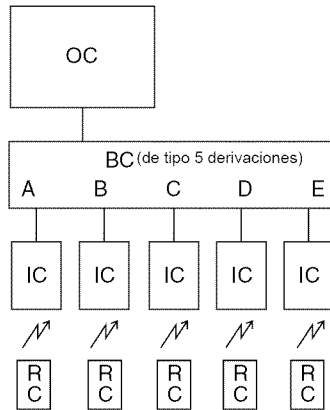 OC
BC (de tipo 5 derivaciones)
A B C D E
IC IC IC IC IC
R R R R R
C C C C C